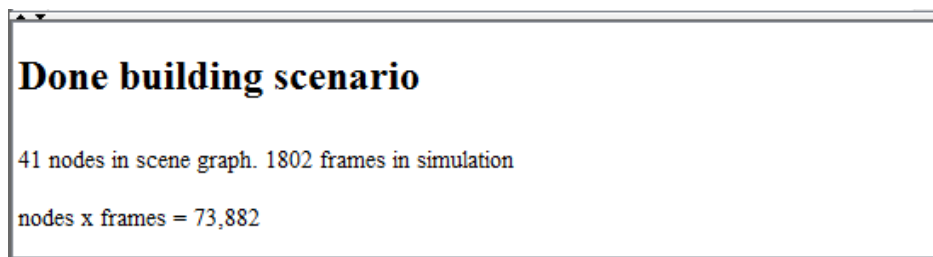 Done building scenario
41 nodes in scene graph. 1802 frames in simulation
nodes x frames = 73,882